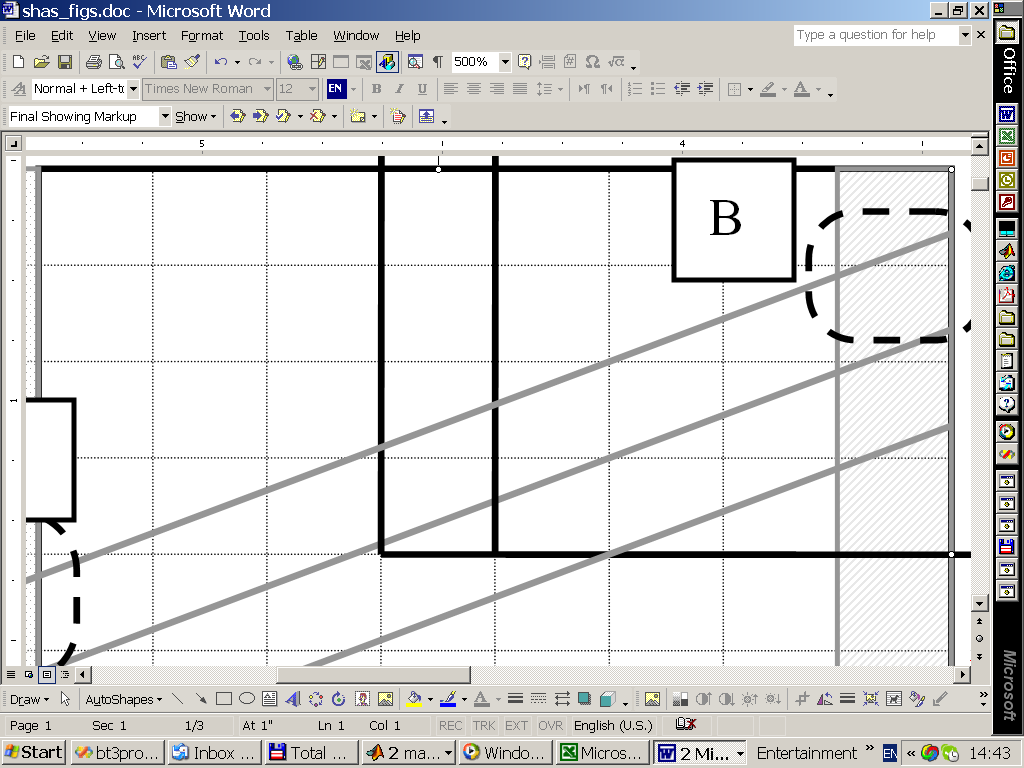 shas_figs.doc - Microsoft Word
File Edit View Insert Format Tools Table Window Help
Type a question for help
500%
Normal + Left-t
Times New Roman
12
EN
B I U
Final Showing Markup
Show
5
4
B
1
Draw
AutoShapes
Page 1 Sec 1 1/3 At 1" Ln 1 Col 1 REC TRK EXT OVR English (U.S.)
Start
bt3pro...
Inbox ...
Total ...
2 ma...
Windo...
Micros...
2 Mi...
Entertainment
EN
14:43
Office
Microsoft